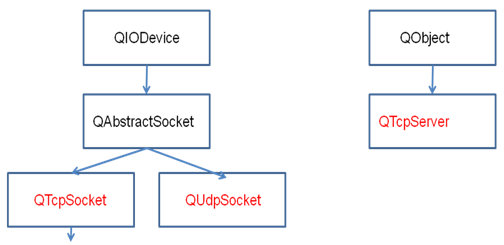 QIODevice
QObject
QAbstractSocket
QTcpServer
QTcpSocket
QUdpSocket